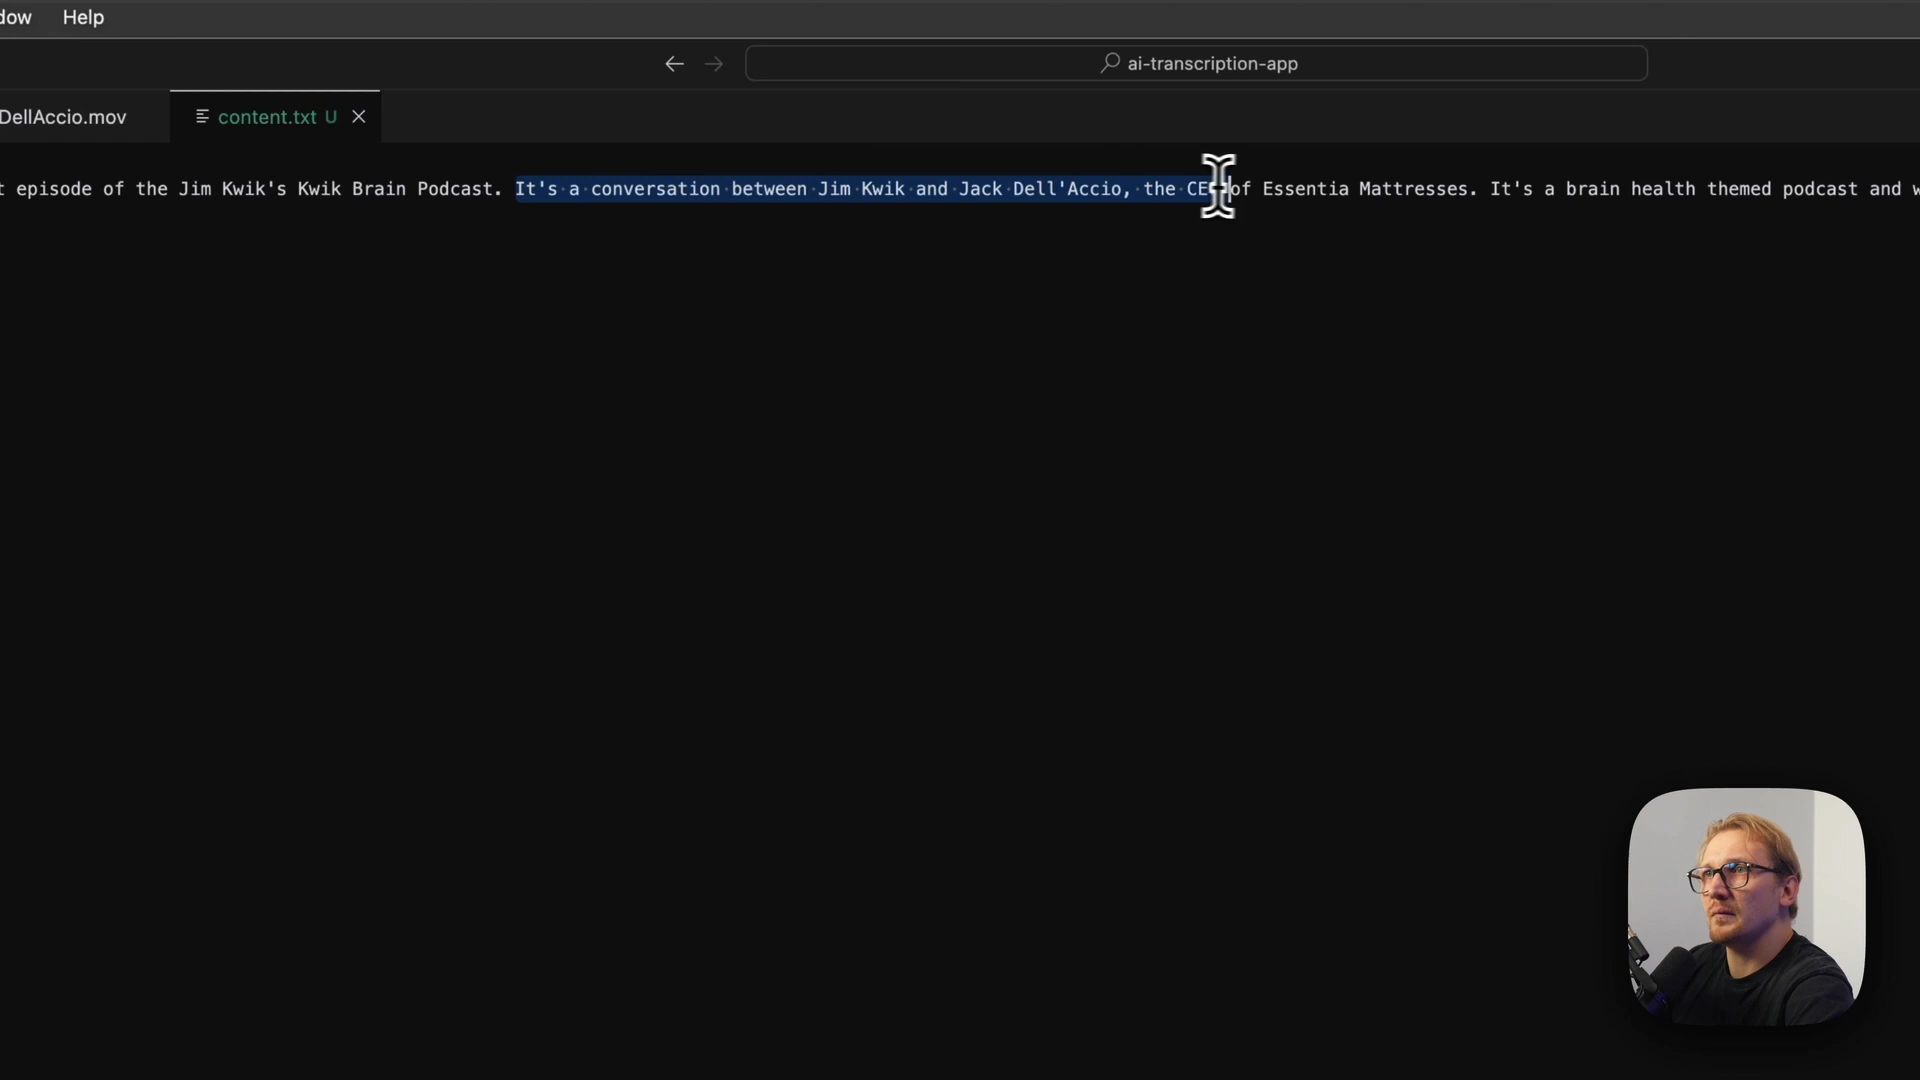 dow Help
ai-transcription-app
DellAccio.mov content.txt U
t episode of the Jim Kwik's Kwik Brain Podcast. It's a conversation between Jim Kwik and Jack Dell'Accio, the CEO of Essentia Mattresses. It's a brain health themed podcast and w